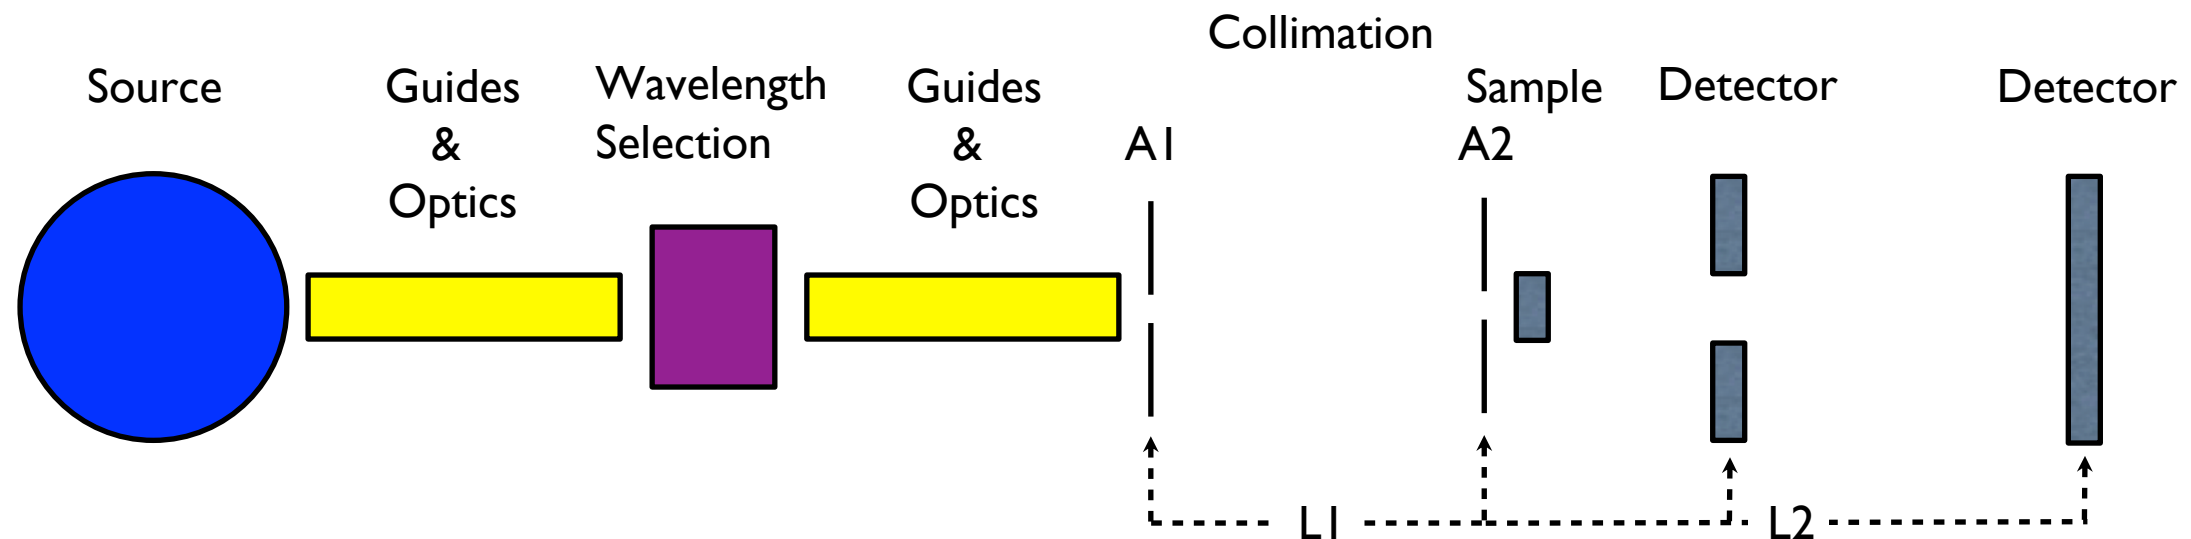 Collimation
Source
Guides
&
Optics
Wavelength
Selection
Guides
&
Optics
A1
A2
Sample
Detector
Detector
L1
L2